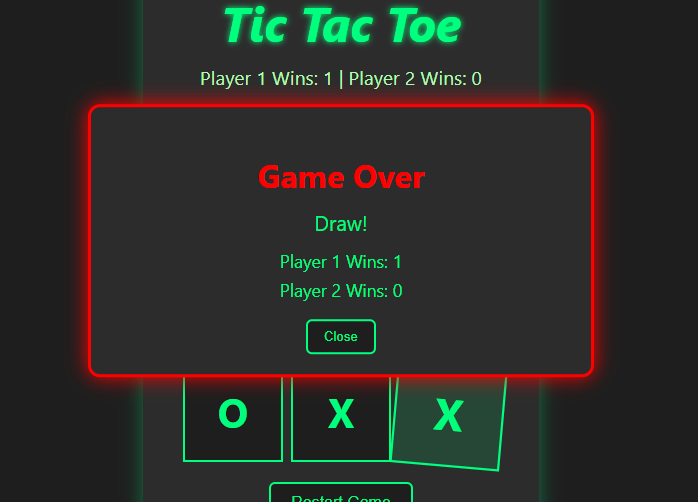 Tic Tac Toe
Player 1 Wins: 1 | Player 2 Wins: 0
Game Over
Draw!
Player 1 Wins: 1
Player 2 Wins: 0
Close
O X X
Restart Game